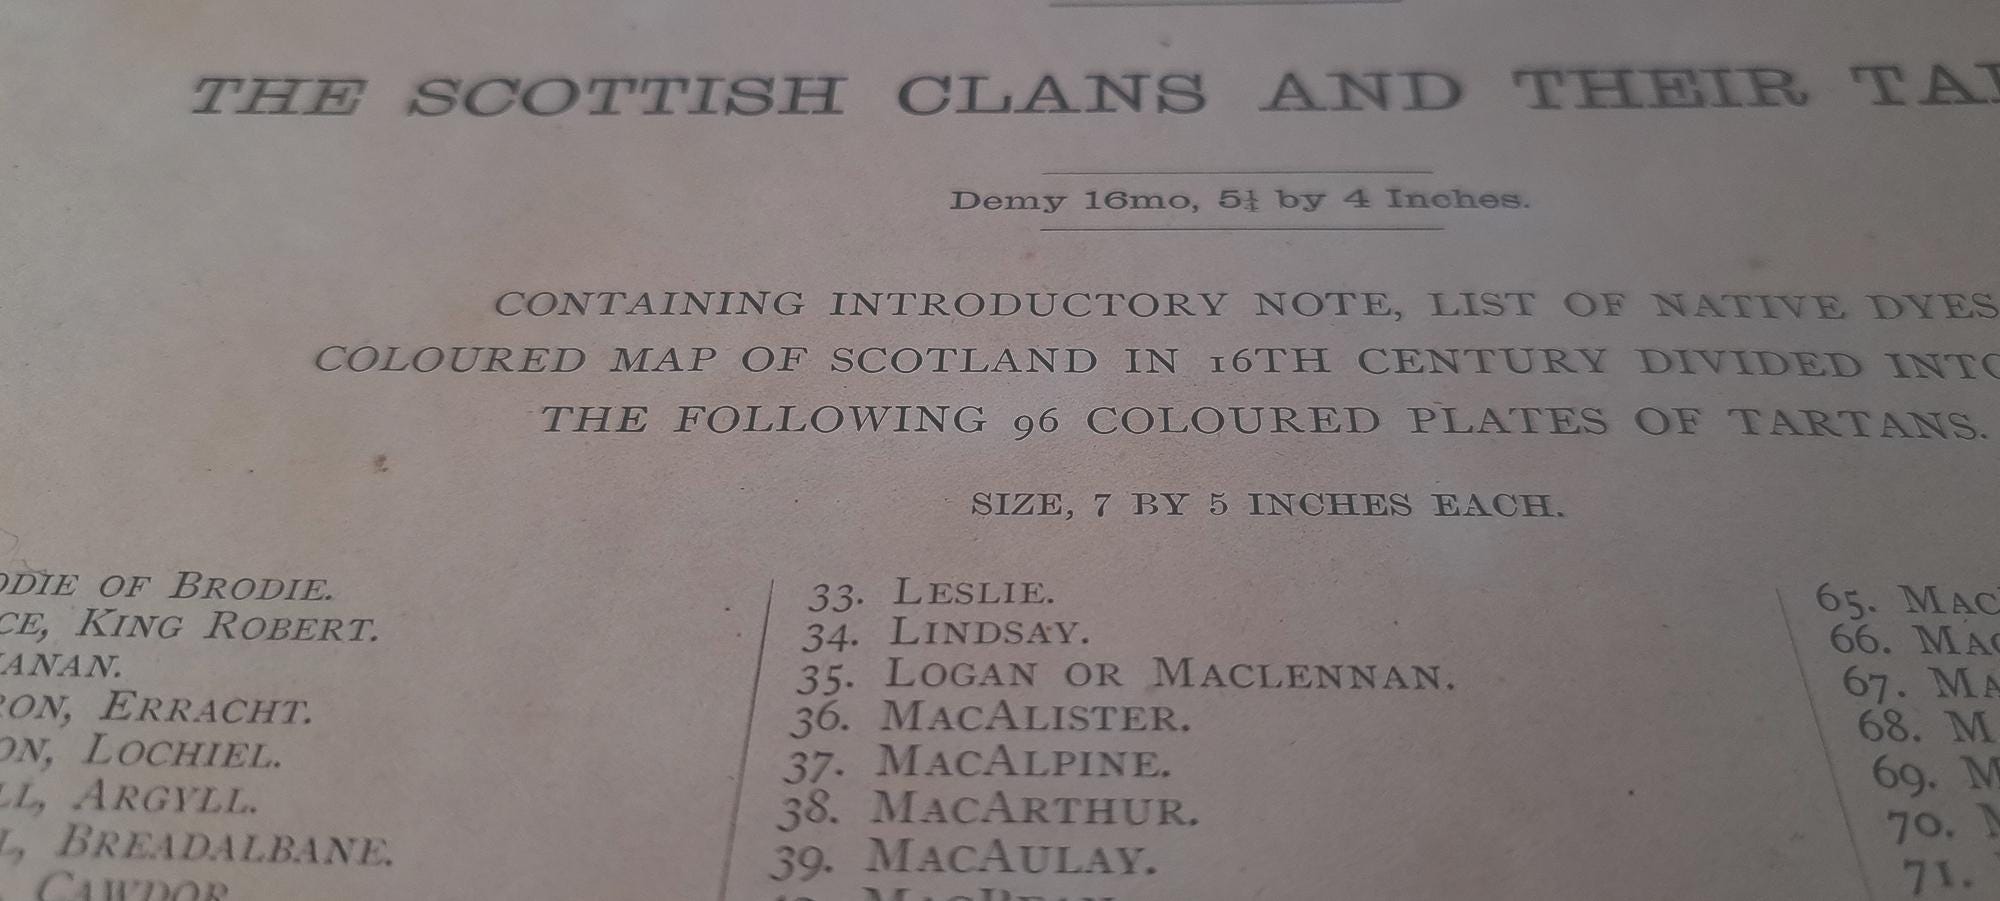 THE SCOTTISH CLANS AND THEIR
Demy 16mo, 5¼ by 4 Inches.
CONTAINING INTRODUCTORY NOTE, LIST OF NATIVE DYES
COLOURED MAP OF SCOTLAND IN 16TH CENTURY DIVIDED INTO
THE FOLLOWING 96 COLOURED PLATES OF TARTANS.
SIZE, 7 BY 5 INCHES EACH.
ODIE OF BRODIE.
CE, KING ROBERT.
ANAN.
RON, ERRACHT.
ON, LOCHIEL.
LL, ARGYLL.
L, BREADALBANE.
CAWDOR
33. LESLIE.
34. LINDSAY.
35. LOGAN OR MACLENNAN.
36. MACALISTER.
37. MACALPINE.
38. MACARTHUR.
39. MACAULAY.
65. MAC
66. MAC
67. MA
68. M
69. M
70.
71.